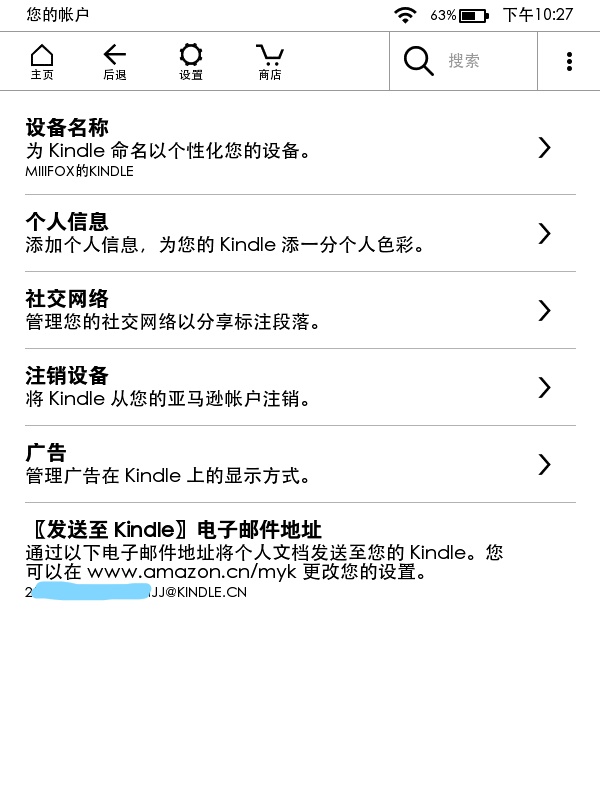 您的帐户
63%
下午10:27
主页
后退
设置
商店
搜索
设备名称
为 Kindle 命名以个性化您的设备。
MIIIFOX的KINDLE
个人信息
添加个人信息，为您的 Kindle 添一分个人色彩。
社交网络
管理您的社交网络以分享标注段落。
注销设备
将 Kindle 从您的亚马逊帐户注销。
广告
管理广告在 Kindle 上的显示方式。
〖发送至 Kindle〗电子邮件地址
通过以下电子邮件地址将个人文档发送至您的 Kindle。您
可以在 www.amazon.cn/myk 更改您的设置。
JJ@KINDLE.CN